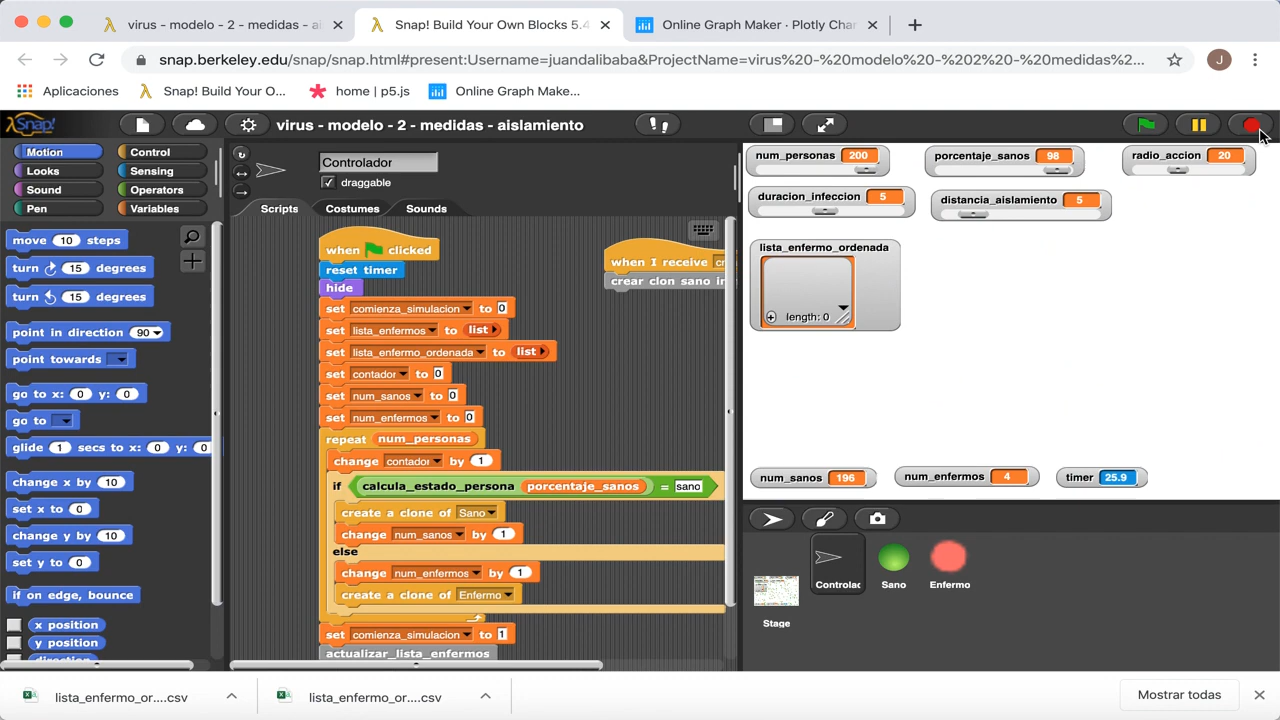 virus - modelo - 2 - medidas - ai
Snap! Build Your Own Blocks 5.4
Online Graph Maker · Plotly Cha
snap.berkeley.edu/snap/snap.html#present:Username=juandalibaba&ProjectName=virus%20-%20modelo%20-%202%20-%20medidas%2...
J
Aplicaciones
Snap! Build Your O...
home | p5.js
Online Graph Make...
Snap!
virus - modelo - 2 - medidas - aislamiento
Motion
Control
Looks
Sensing
Sound
Operators
Pen
Variables
Controlador
draggable
Scripts
Costumes
Sounds
move 10 steps
turn 15 degrees
turn 15 degrees
point in direction 90
point towards
go to x: 0 y: 0
go to
glide 1 secs to x: 0 y: 0
change x by 10
set x to 0
change y by 10
set y to 0
if on edge, bounce
x position
y position
direction
when clicked
reset timer
hide
set comienza_simulacion to 0
set lista_enfermos to list
set lista_enfermo_ordenada to list
set contador to 0
set num_sanos to 0
set num_enfermos to 0
repeat num_personas
change contador by 1
if calcula_estado_persona porcentaje_sanos = sano
create a clone of Sano
change num_sanos by 1
else
change num_enfermos by 1
create a clone of Enfermo
set comienza_simulacion to 1
actualizar_lista_enfermos
when I receive cr
crear clon sano in
num_personas 200
porcentaje_sanos 98
radio_accion 20
duracion_infeccion 5
distancia_aislamiento 5
lista_enfermo_ordenada
+ length: 0
num_sanos 196
num_enfermos 4
timer 25.9
Stage
Controlac
Sano
Enfermo
lista_enfermo_or....csv
lista_enfermo_or....csv
Mostrar todas